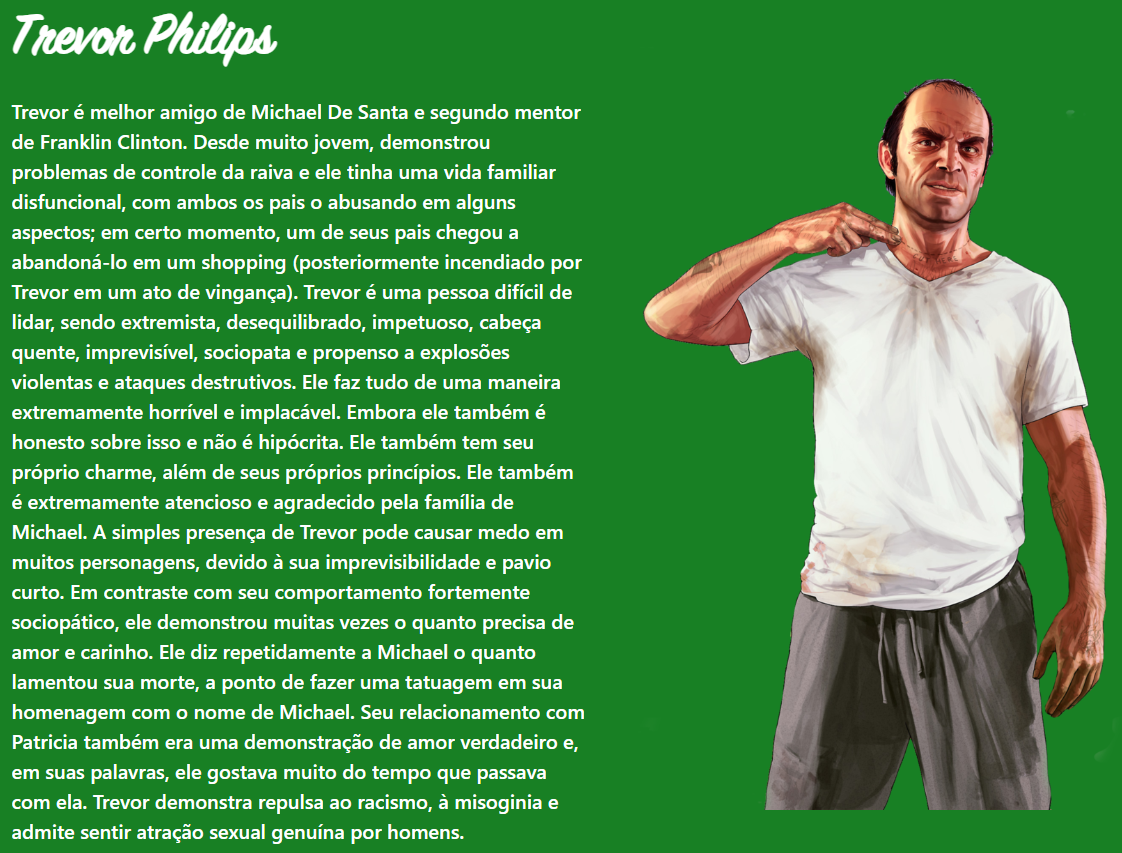 Trevor Philips
Trevor é melhor amigo de Michael De Santa e segundo mentor
de Franklin Clinton. Desde muito jovem, demonstrou
problemas de controle da raiva e ele tinha uma vida familiar
disfuncional, com ambos os pais o abusando em alguns
aspectos; em certo momento, um de seus pais chegou a
abandoná-lo em um shopping (posteriormente incendiado por
Trevor em um ato de vingança). Trevor é uma pessoa difícil de
lidar, sendo extremista, desequilibrado, impetuoso, cabeça
quente, imprevisível, sociopata e propenso a explosões
violentas e ataques destrutivos. Ele faz tudo de uma maneira
extremamente horrível e implacável. Embora ele também é
honesto sobre isso e não é hipócrita. Ele também tem seu
próprio charme, além de seus próprios princípios. Ele também
é extremamente atencioso e agradecido pela família de
Michael. A simples presença de Trevor pode causar medo em
muitos personagens, devido à sua imprevisibilidade e pavio
curto. Em contraste com seu comportamento fortemente
sociopático, ele demonstrou muitas vezes o quanto precisa de
amor e carinho. Ele diz repetidamente a Michael o quanto
lamentou sua morte, a ponto de fazer uma tatuagem em sua
homenagem com o nome de Michael. Seu relacionamento com
Patricia também era uma demonstração de amor verdadeiro e,
em suas palavras, ele gostava muito do tempo que passava
com ela. Trevor demonstra repulsa ao racismo, à misoginia e
admite sentir atração sexual genuína por homens.